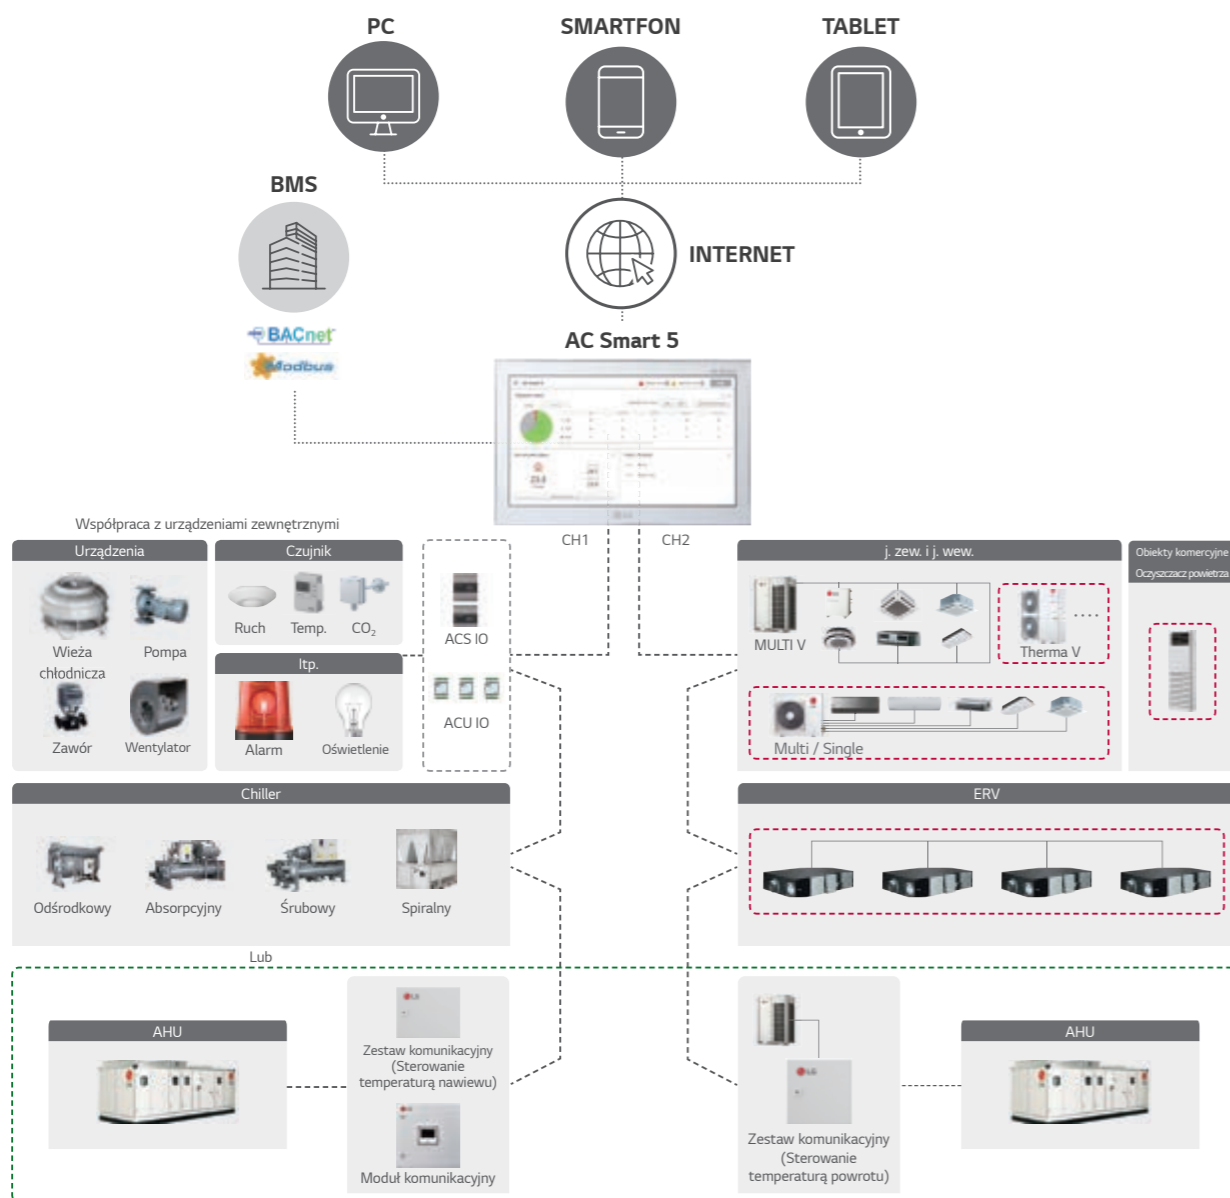 PC
SMARTFON
TABLET
BMS
INTERNET
BACnet
Modbus
AC Smart 5
LG
CH1
CH2
Współpraca z urządzeniami zewnętrznymi
Urządzenia
Wieża
chłodnicza
Pompa
Zawór
Wentylator
Czujnik
Ruch
Temp.
CO₂
Itp.
Alarm
Oświetlenie
ACS IO
ACU IO
j. zew. i j. wew.
MULTI V
Therma V
Multi / Single
Obiekty komercyjne
Oczyszczacz powietrza
Chiller
Odśrodkowy
Absorpcyjny
Śrubowy
Spiralny
ERV
Lub
AHU
LG
Zestaw komunikacyjny
(Sterowanie
temperaturą nawiewu)
Moduł komunikacyjny
LG
Zestaw komunikacyjny
(Sterowanie
temperaturą powrotu)
AHU